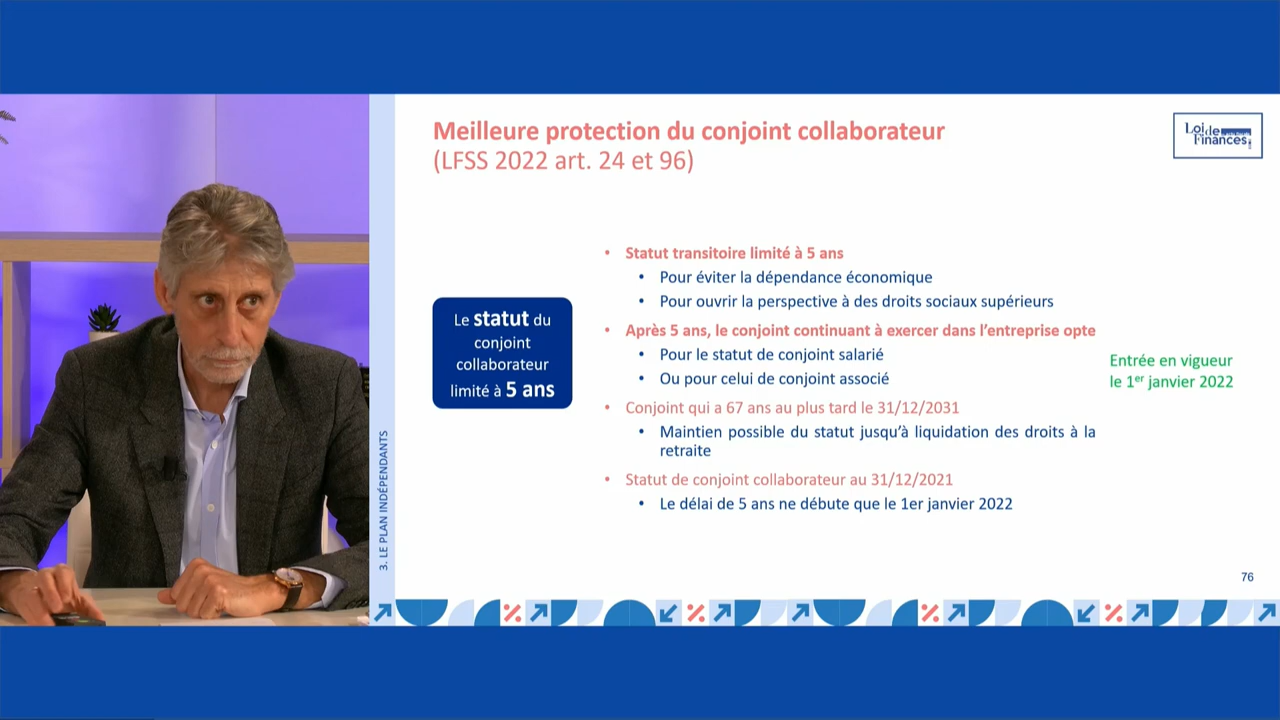 Meilleure protection du conjoint collaborateur
(LFSS 2022 art. 24 et 96)
Loi de
Finances
Le statut du
conjoint
collaborateur
limité à 5 ans
• Statut transitoire limité à 5 ans
• Pour éviter la dépendance économique
• Pour ouvrir la perspective à des droits sociaux supérieurs
• Après 5 ans, le conjoint continuant à exercer dans l’entreprise opte
• Pour le statut de conjoint salarié
• Ou pour celui de conjoint associé
• Conjoint qui a 67 ans au plus tard le 31/12/2031
• Maintien possible du statut jusqu’à liquidation des droits à la
retraite
• Statut de conjoint collaborateur au 31/12/2021
• Le délai de 5 ans ne débute que le 1er janvier 2022
Entrée en vigueur
le 1er janvier 2022
3. LE PLAN INDÉPENDANTS
76